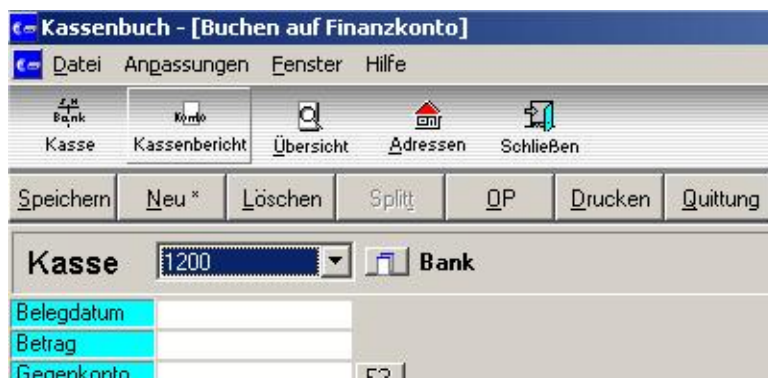 Kassenbuch - [Buchen auf Finanzkonto]
Datei Anpassungen Fenster Hilfe
Bank Konto
Kasse Kassenbericht Übersicht Adressen Schließen
Speichern Neu * Löschen Splitt OP Drucken Quittung
Kasse 1200 Bank
Belegdatum
Betrag
Gegenkonto F3